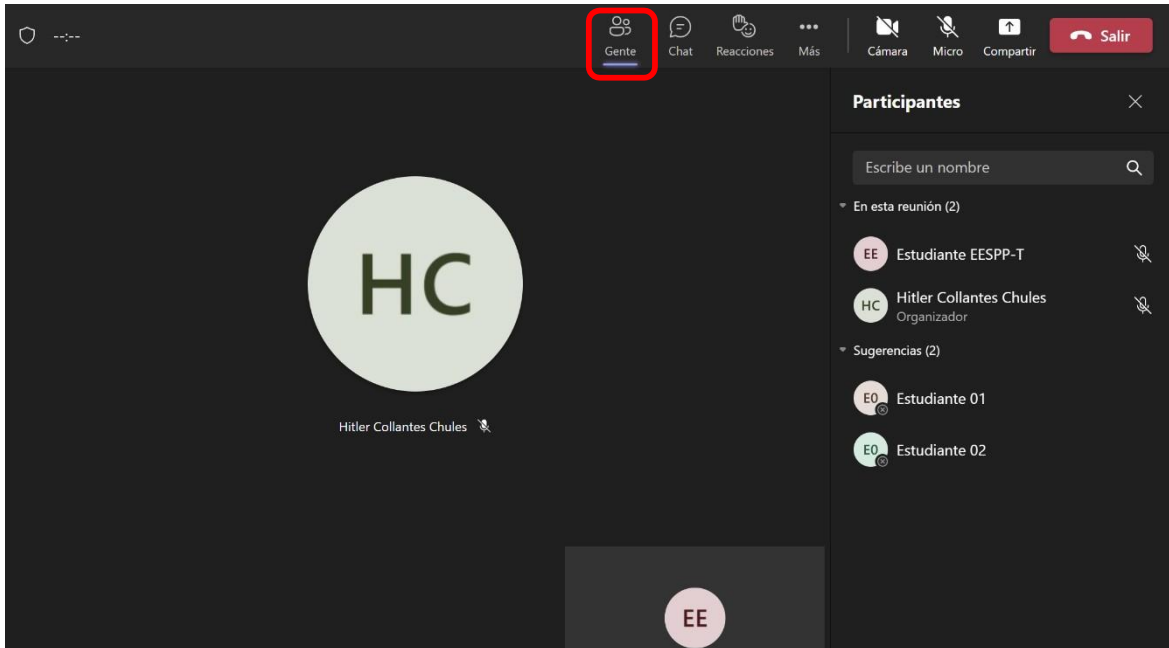 --:--
Gente
Chat
Reacciones
Más
Cámara
Micro
Compartir
Salir
HC
Hitler Collantes Chules
EE
Participantes
Escribe un nombre
En esta reunión (2)
EE Estudiante EESPP-T
HC Hitler Collantes Chules
Organizador
Sugerencias (2)
E0 Estudiante 01
E0 Estudiante 02